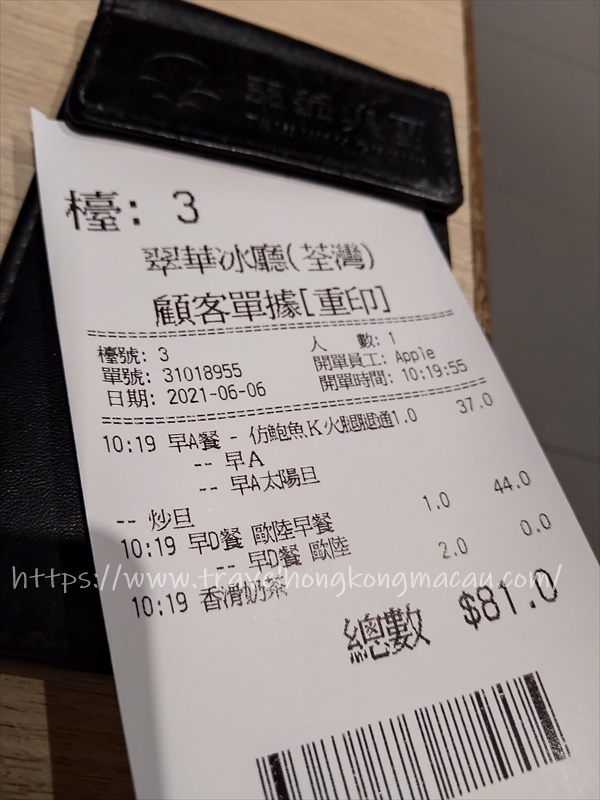 檯: 3
翠華冰廳(荃灣)
顧客單據[重印]
檯號: 3 人 數: 1
單號: 31018955 開單員工: Apple
日期: 2021-06-06 開單時間: 10:19:55
10:19 早A餐 - 仿鮑魚K火腿腿通1.0 37.0
-- 早A
-- 早A太陽旦
-- 炒旦
10:19 早D餐 歐陸早餐 1.0 44.0
-- 早D餐 歐陸
10:19 香滑奶茶 2.0 0.0
總數 $81.0
https://www.travelhongkongmacau.com/